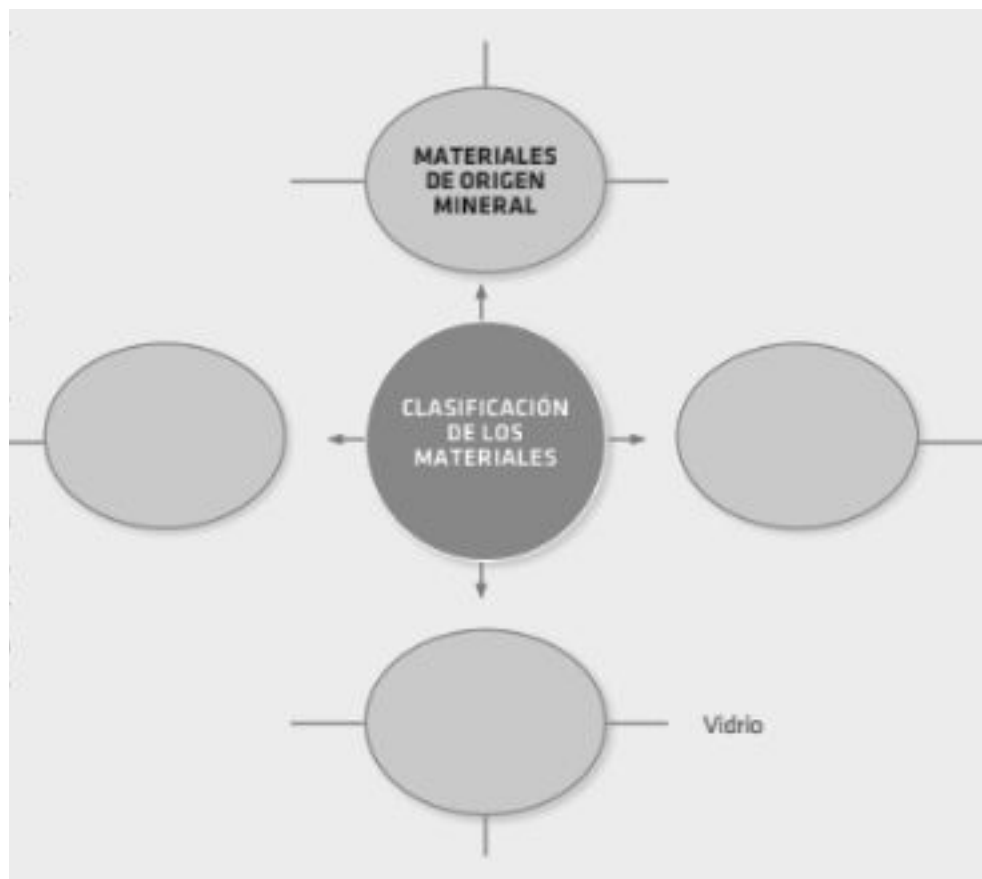 MATERIALES
DE ORIGEN
MINERAL
CLASIFICACIÓN
DE LOS
MATERIALES
Vidrio